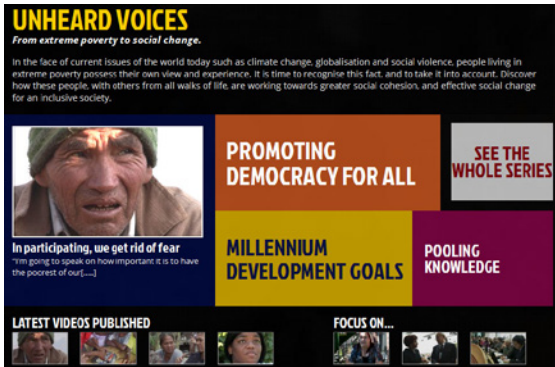 UNHEARD VOICES
From extreme poverty to social change.
In the face of current issues of the world today such as climate change, globalisation and social violence, people living in
extreme poverty possess their own view and experience. It is time to recognise this fact, and to take it into account. Discover
how these people, with others from all walks of life, are working towards greater social cohesion, and effective social change
for an inclusive society.
In participating, we get rid of fear
"I'm going to speak on how important it is to have
the poorest of our[.....]
PROMOTING
DEMOCRACY FOR ALL
SEE THE
WHOLE SERIES
MILLENNIUM
DEVELOPMENT GOALS
POOLING
KNOWLEDGE
LATEST VIDEOS PUBLISHED
FOCUS ON...